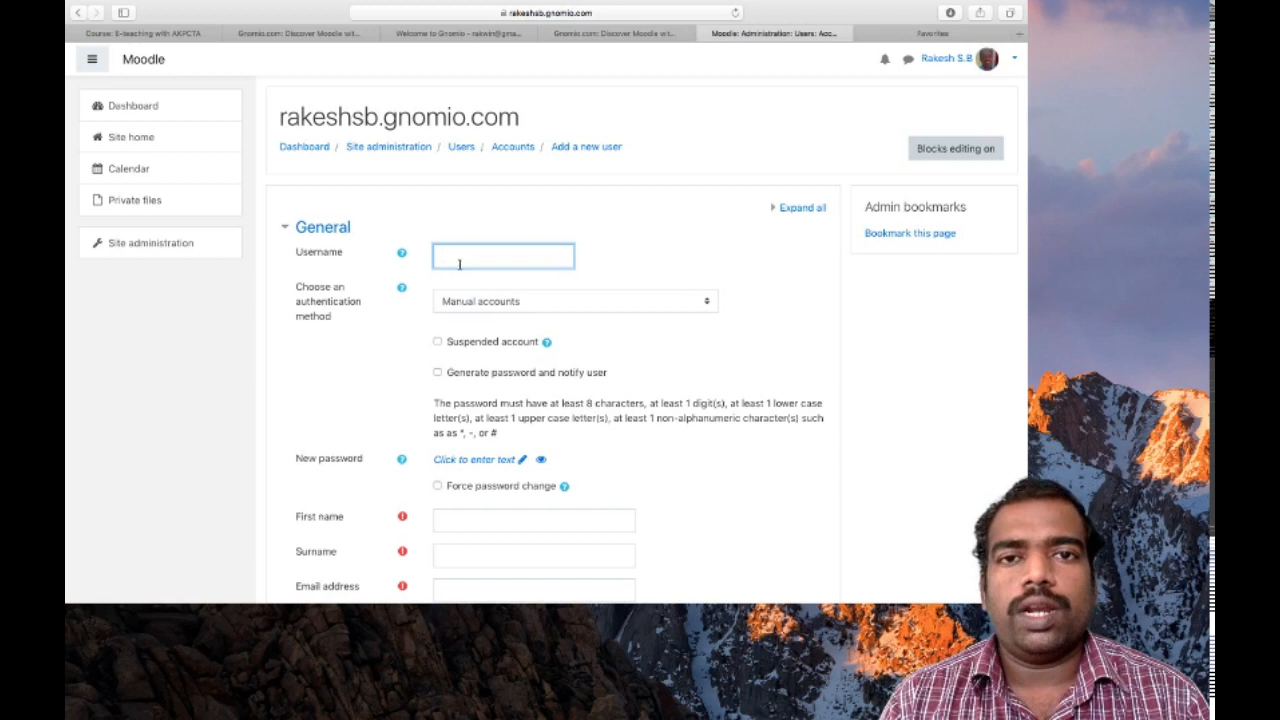 rakeshsb.gnomio.com
Course: E-teaching with AKPCTA
Gnomio.com: Discover Moodle wit...
Welcome to Gnomio - rakwin@gma...
Gnomio.com: Discover Moodle wit...
Moodle: Administration: Users: Acc...
Favorites
Moodle
Rakesh S.B
Dashboard
Site home
Calendar
Private files
Site administration
rakeshsb.gnomio.com
Dashboard / Site administration / Users / Accounts / Add a new user
Blocks editing on
Expand all
General
Username
Choose an
authentication
method
Manual accounts
Suspended account
Generate password and notify user
The password must have at least 8 characters, at least 1 digit(s), at least 1 lower case
letter(s), at least 1 upper case letter(s), at least 1 non-alphanumeric character(s) such
as as *, -, or #
New password
Click to enter text
Force password change
First name
Surname
Email address
Admin bookmarks
Bookmark this page